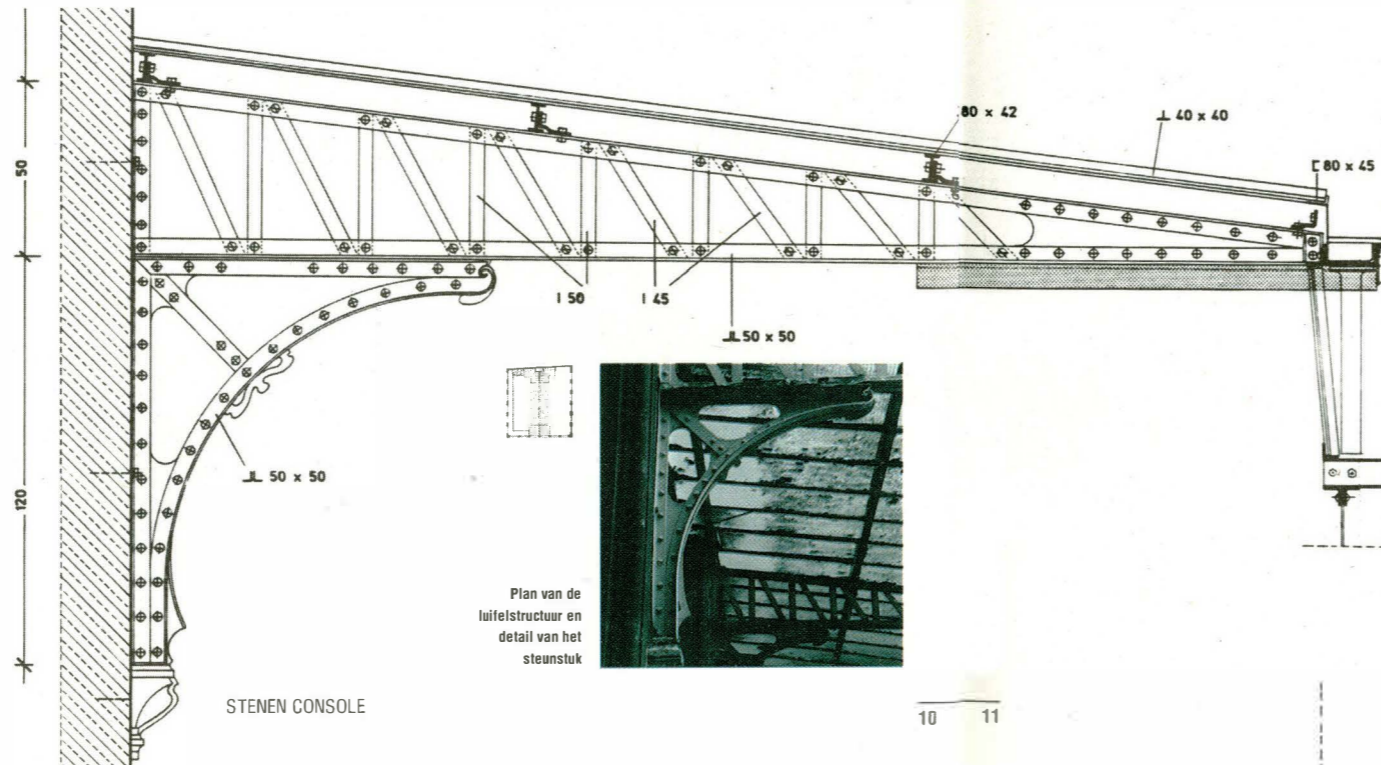 80 x 42
⊥ 40 x 40
[ 80 x 45
50
I 50
I 45
⅃L 50 x 50
⅃L 50 x 50
120
Plan van de
luifelstructuur en
detail van het
steunstuk
STENEN CONSOLE
10 11